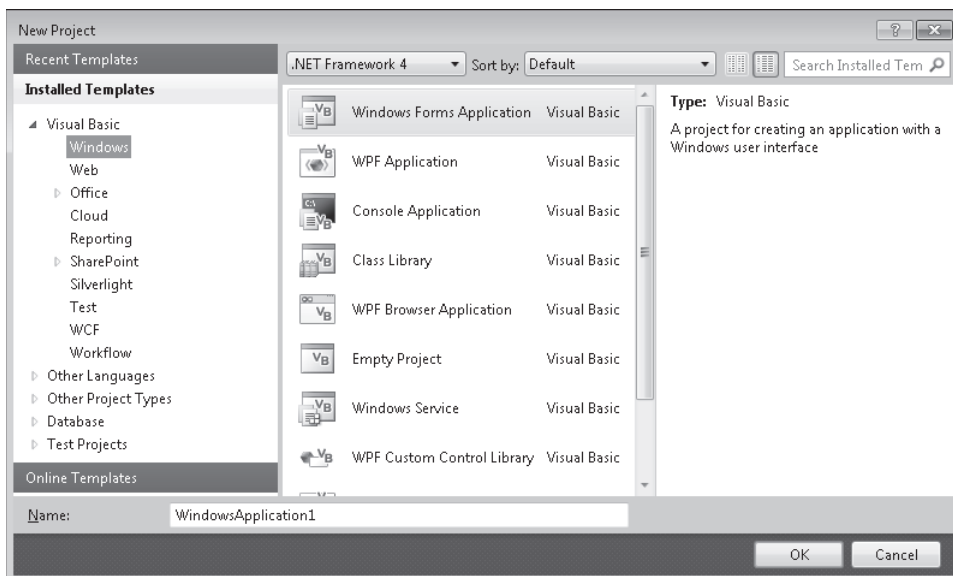 New Project
Recent Templates
.NET Framework 4
Sort by: Default
Search Installed Tem
Installed Templates
Visual Basic
Windows
Web
Office
Cloud
Reporting
SharePoint
Silverlight
Test
WCF
Workflow
Other Languages
Other Project Types
Database
Test Projects
Online Templates
Windows Forms Application Visual Basic
WPF Application Visual Basic
Console Application Visual Basic
Class Library Visual Basic
WPF Browser Application Visual Basic
Empty Project Visual Basic
Windows Service Visual Basic
WPF Custom Control Library Visual Basic
Type: Visual Basic
A project for creating an application with a
Windows user interface
Name: WindowsApplication1
OK Cancel